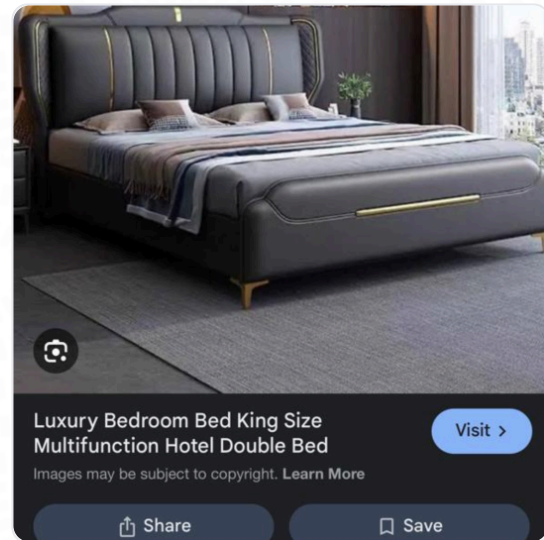 Luxury Bedroom Bed King Size
Multifunction Hotel Double Bed
Visit >
Images may be subject to copyright. Learn More
Share
Save